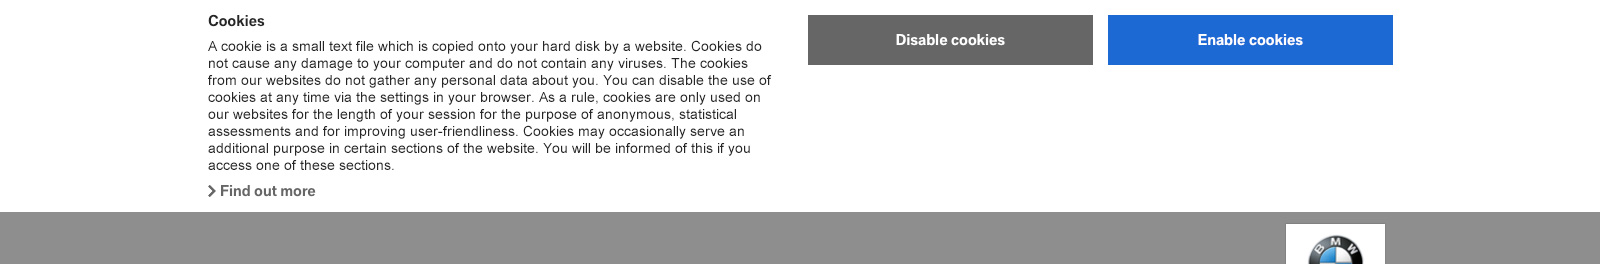 Cookies
A cookie is a small text file which is copied onto your hard disk by a website. Cookies do
not cause any damage to your computer and do not contain any viruses. The cookies
from our websites do not gather any personal data about you. You can disable the use of
cookies at any time via the settings in your browser. As a rule, cookies are only used on
our websites for the length of your session for the purpose of anonymous, statistical
assessments and for improving user-friendliness. Cookies may occasionally serve an
additional purpose in certain sections of the website. You will be informed of this if you
access one of these sections.
Find out more
Disable cookies
Enable cookies
BMW